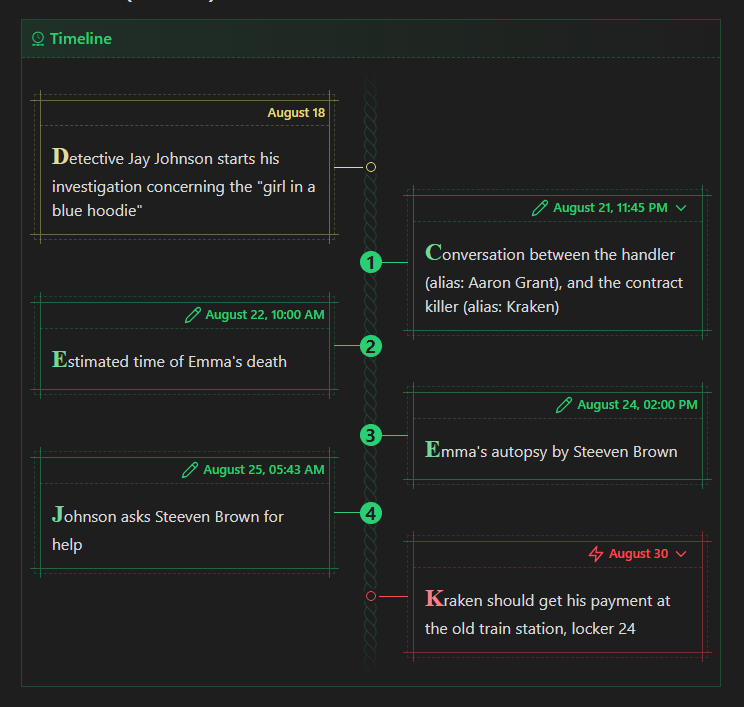 Timeline
August 18
Detective Jay Johnson starts his
investigation concerning the "girl in a
blue hoodie"
August 21, 11:45 PM
1
Conversation between the handler
(alias: Aaron Grant), and the contract
killer (alias: Kraken)
August 22, 10:00 AM
2
Estimated time of Emma's death
August 24, 02:00 PM
3
Emma's autopsy by Steeven Brown
August 25, 05:43 AM
4
Johnson asks Steeven Brown for
help
August 30
Kraken should get his payment at
the old train station, locker 24